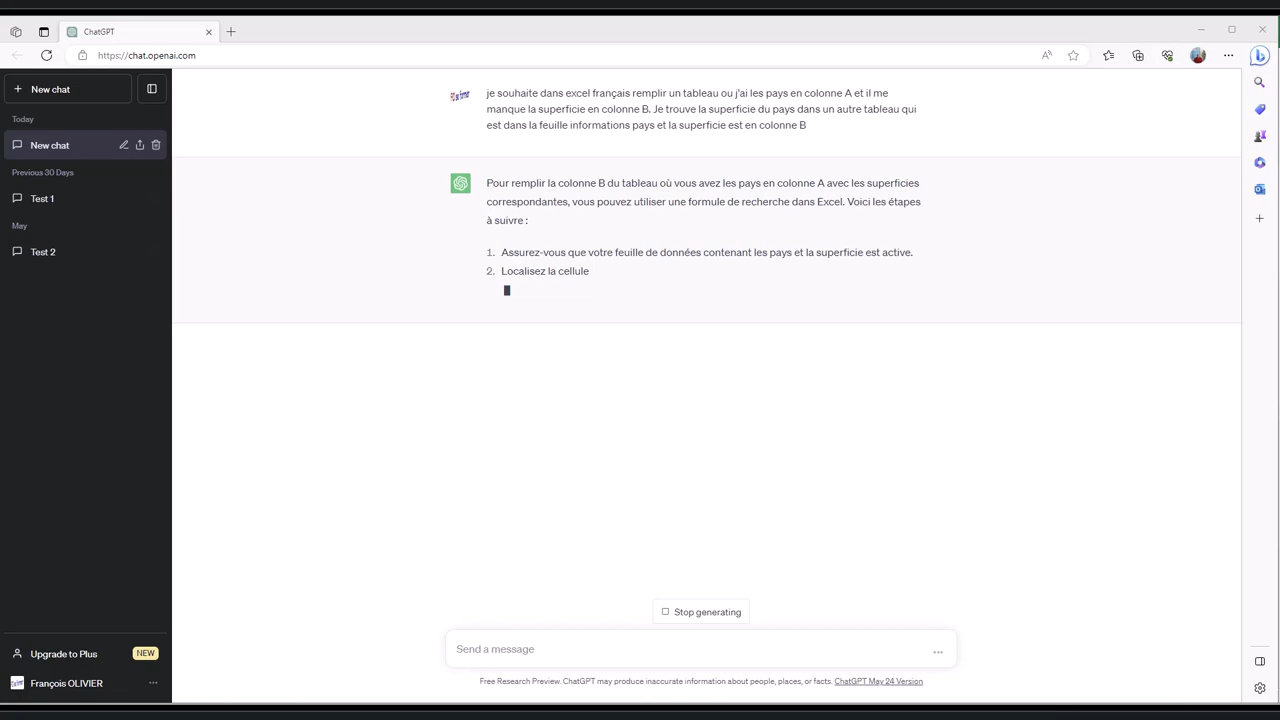 ChatGPT
https://chat.openai.com
New chat
Today
New chat
Previous 30 Days
Test 1
May
Test 2
je souhaite dans excel français remplir un tableau ou j'ai les pays en colonne A et il me
manque la superficie en colonne B. Je trouve la superficie du pays dans un autre tableau qui
est dans la feuille informations pays et la superficie est en colonne B
Pour remplir la colonne B du tableau où vous avez les pays en colonne A avec les superficies
correspondantes, vous pouvez utiliser une formule de recherche dans Excel. Voici les étapes
à suivre :
1. Assurez-vous que votre feuille de données contenant les pays et la superficie est active.
2. Localisez la cellule
Stop generating
Send a message
Free Research Preview. ChatGPT may produce inaccurate information about people, places, or facts. ChatGPT May 24 Version
Upgrade to Plus NEW
François OLIVIER